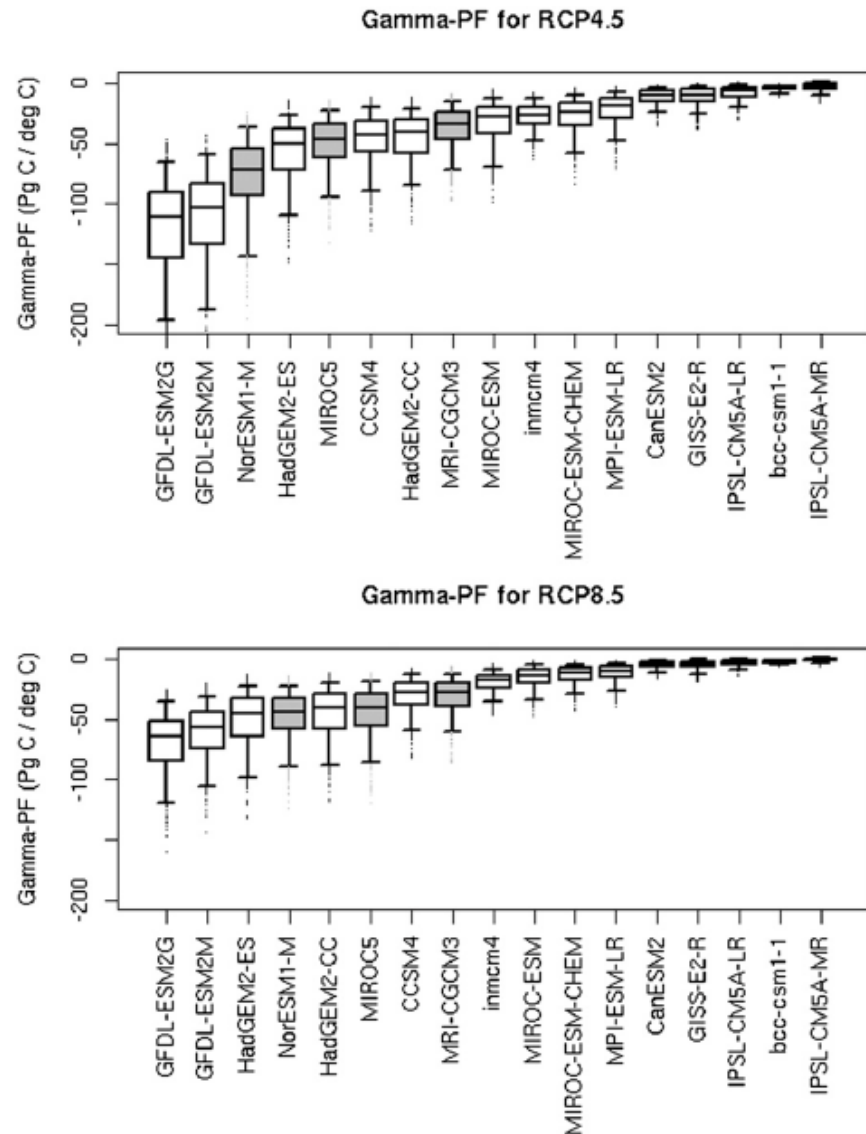 Gamma-PF for RCP4.5
Gamma-PF (Pg C / deg C)
0
-50
-100
-200
GFDL-ESM2G
GFDL-ESM2M
NorESM1-M
HadGEM2-ES
MIROC5
CCSM4
HadGEM2-CC
MRI-CGCM3
MIROC-ESM
inmcm4
MIROC-ESM-CHEM
MPI-ESM-LR
CanESM2
GISS-E2-R
IPSL-CM5A-LR
bcc-csm1-1
IPSL-CM5A-MR
Gamma-PF for RCP8.5
Gamma-PF (Pg C / deg C)
0
-50
-100
-200
GFDL-ESM2G
GFDL-ESM2M
HadGEM2-ES
NorESM1-M
HadGEM2-CC
MIROC5
CCSM4
MRI-CGCM3
inmcm4
MIROC-ESM
MIROC-ESM-CHEM
MPI-ESM-LR
CanESM2
GISS-E2-R
IPSL-CM5A-LR
bcc-csm1-1
IPSL-CM5A-MR